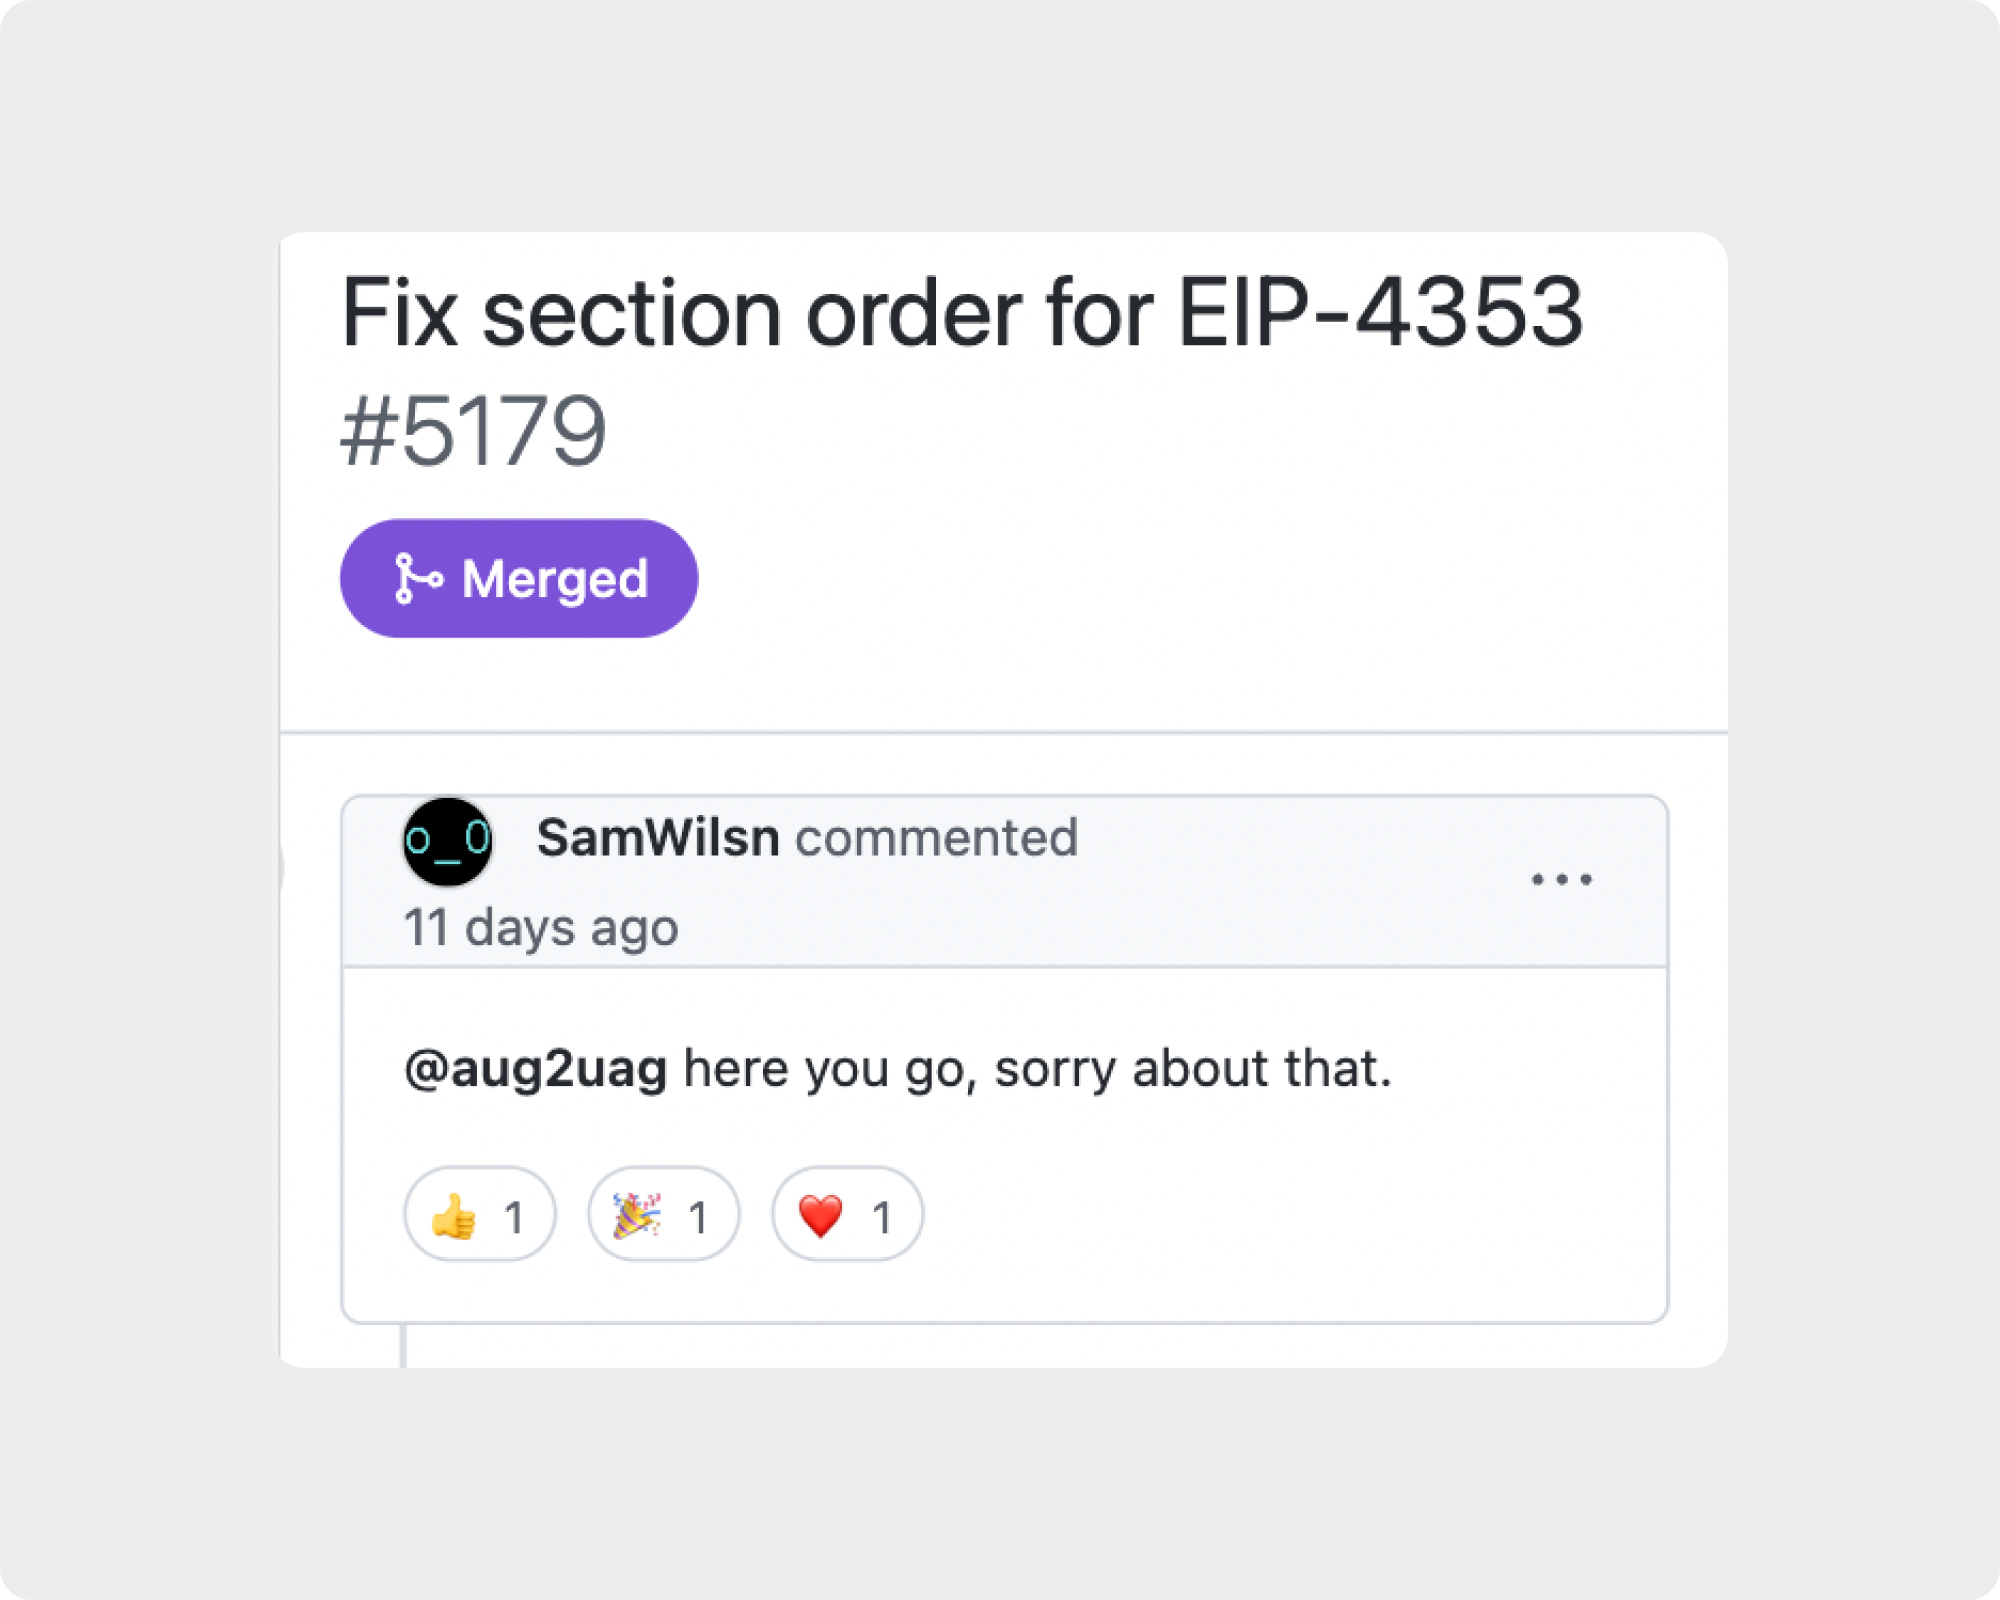 Fix section order for EIP-4353
#5179
Merged
o_0 SamWilsn commented
11 days ago
@aug2uag here you go, sorry about that.
👍 1 🎉 1 ❤️ 1